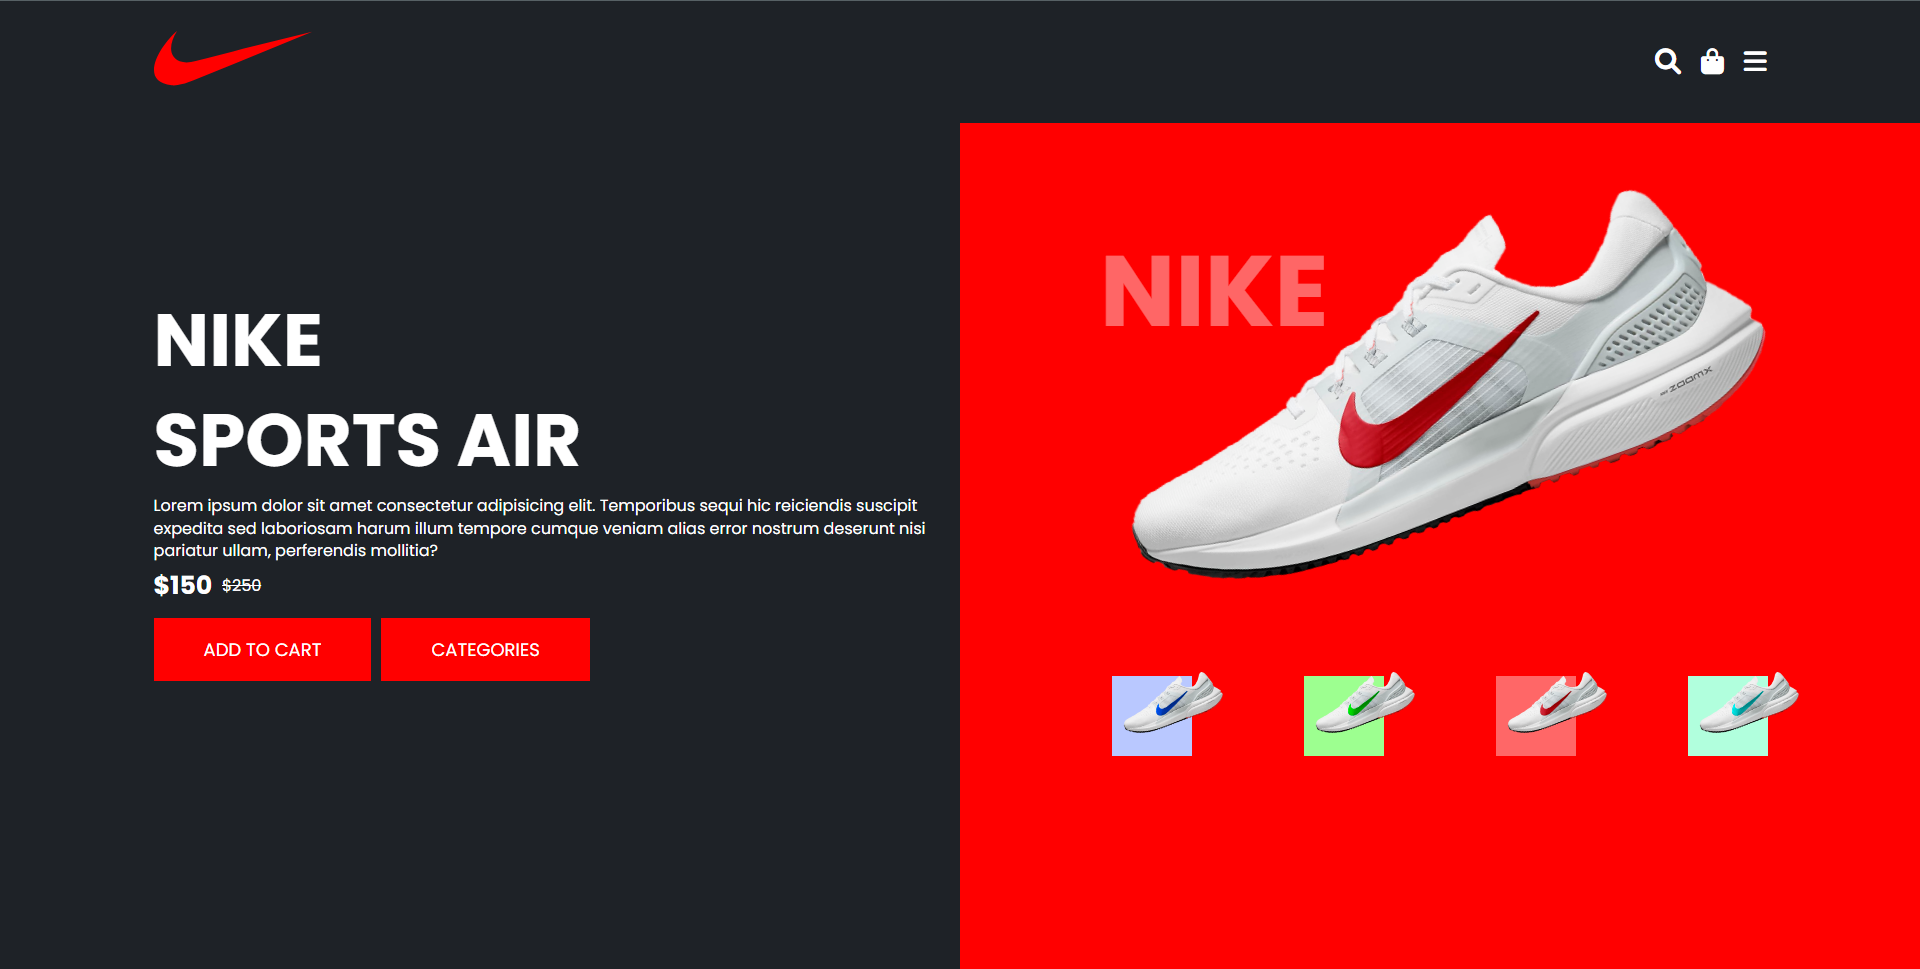 NIKE
SPORTS AIR
Lorem ipsum dolor sit amet consectetur adipisicing elit. Temporibus sequi hic reiciendis suscipit
expedita sed laboriosam harum illum tempore cumque veniam alias error nostrum deserunt nisi
pariatur ullam, perferendis mollitia?
$150 $250
ADD TO CART CATEGORIES
NIKE
ZOOMX